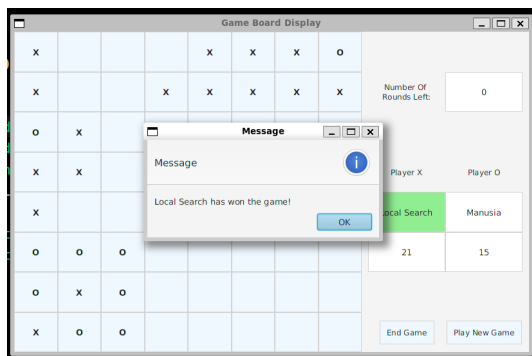 Game Board Display
X X X X O
X X X X X X
Number Of
Rounds Left:
0
O X
Message
X X
Message
Player X
Player O
X
Local Search has won the game!
OK
ocal Search
Manusia
O O O
21
15
O X O
X O O
End Game
Play New Game